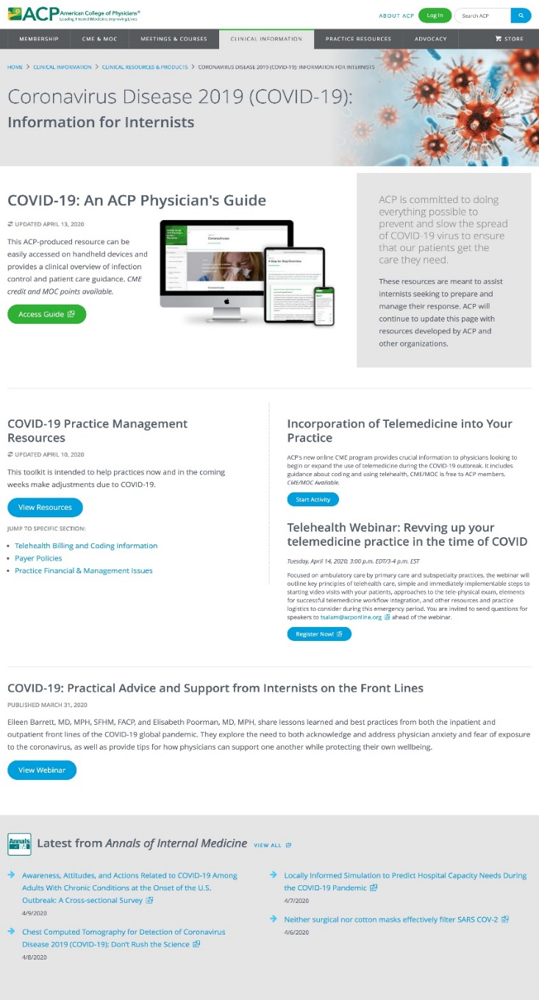 ACP American College of Physicians®
Leading Internal Medicine, Improving Lives
ABOUT ACP
Log In
Search ACP
MEMBERSHIP
CME & MOC
MEETINGS & COURSES
CLINICAL INFORMATION
PRACTICE RESOURCES
ADVOCACY
STORE
HOME > CLINICAL INFORMATION > CLINICAL RESOURCES & PRODUCTS > CORONAVIRUS DISEASE 2019 (COVID-19): INFORMATION FOR INTERNISTS
Coronavirus Disease 2019 (COVID-19):
Information for Internists
COVID-19: An ACP Physician's Guide
UPDATED APRIL 13, 2020
This ACP-produced resource can be
easily accessed on handheld devices and
provides a clinical overview of infection
control and patient care guidance. CME
credit and MOC points available.
Access Guide
Coronaviruses
A Step-by-Step Overview
ACP is committed to doing
everything possible to
prevent and slow the spread
of COVID-19 virus to ensure
that our patients get the
care they need.
These resources are meant to assist
internists seeking to prepare and
manage their response. ACP will
continue to update this page with
resources developed by ACP and
other organizations.
COVID-19 Practice Management
Resources
UPDATED APRIL 10, 2020
This toolkit is intended to help practices now and in the coming
weeks make adjustments due to COVID-19.
View Resources
JUMP TO SPECIFIC SECTION:
• Telehealth Billing and Coding Information
• Payer Policies
• Practice Financial & Management Issues
Incorporation of Telemedicine into Your
Practice
ACP's new online CME program provides crucial information to physicians looking to
begin or expand the use of telemedicine during the COVID-19 outbreak. It includes
guidance about coding and using telehealth, CME/MOC is free to ACP members.
CME/MOC Available.
Start Activity
Telehealth Webinar: Revving up your
telemedicine practice in the time of COVID
Tuesday, April 14, 2020; 3:00 p.m. EDT/3-4 p.m. EST
Focused on ambulatory care by primary care and subspecialty practices, the webinar will
outline key principles of telehealth care, simple and immediately implementable steps to
starting video visits with your patients, approaches to the tele-physical exam, elements
for successful telemedicine workflow integration, and other resources and practice
logistics to consider during this emergency period. You are invited to send questions for
speakers to tsalam@acponline.org ahead of the webinar.
Register Now!
COVID-19: Practical Advice and Support from Internists on the Front Lines
PUBLISHED MARCH 31, 2020
Eileen Barrett, MD, MPH, SFHM, FACP, and Elisabeth Poorman, MD, MPH, share lessons learned and best practices from both the inpatient and
outpatient front lines of the COVID-19 global pandemic. They explore the need to both acknowledge and address physician anxiety and fear of exposure
to the coronavirus, as well as provide tips for how physicians can support one another while protecting their own wellbeing.
View Webinar
Annals
Latest from Annals of Internal Medicine VIEW ALL
Awareness, Attitudes, and Actions Related to COVID-19 Among
Adults With Chronic Conditions at the Onset of the U.S.
Outbreak: A Cross-sectional Survey
4/9/2020
Chest Computed Tomography for Detection of Coronavirus
Disease 2019 (COVID-19): Don't Rush the Science
4/8/2020
Locally Informed Simulation to Predict Hospital Capacity Needs During
the COVID-19 Pandemic
4/7/2020
Neither surgical nor cotton masks effectively filter SARS COV-2
4/6/2020